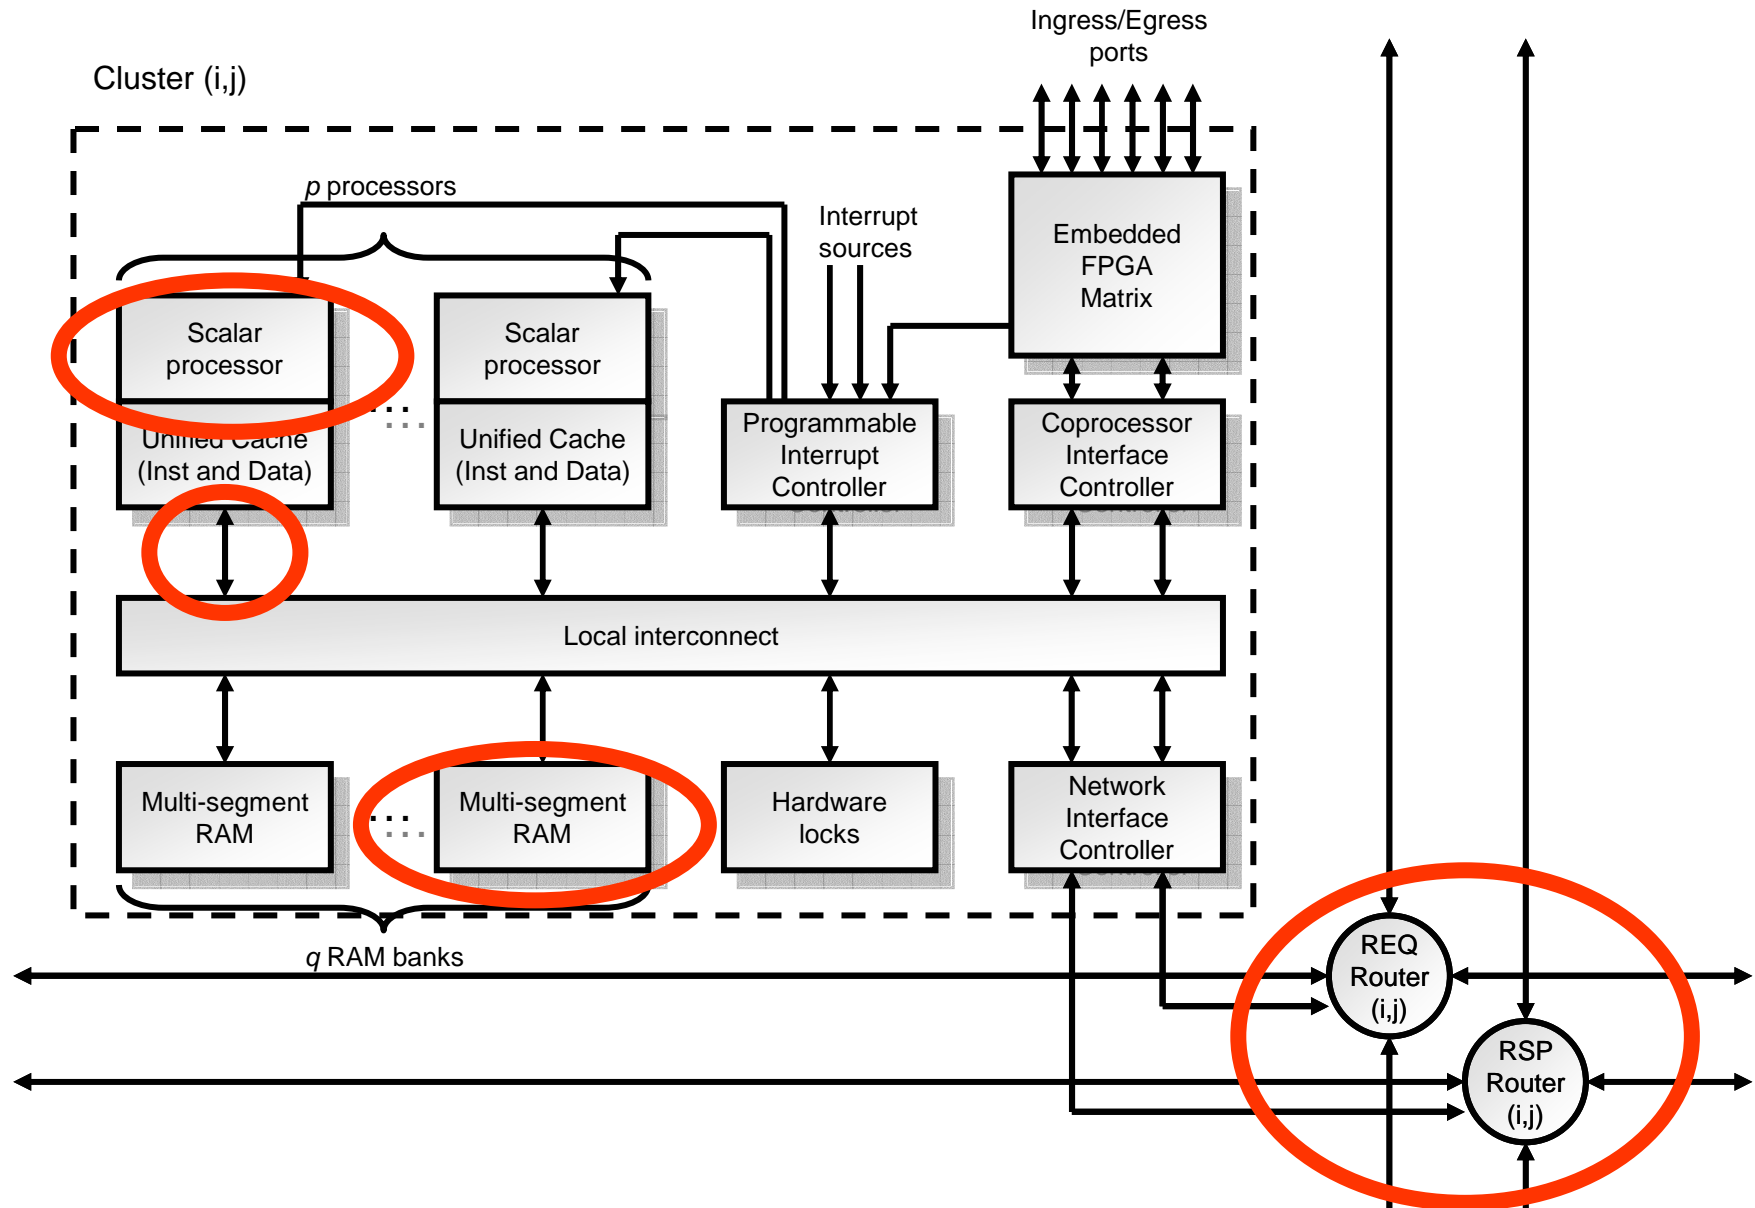 Ingress/Egress
ports
Cluster (i,j)
p processors
Interrupt
sources
Embedded
FPGA
Matrix
Scalar
processor
Scalar
processor
Unified Cache
(Inst and Data)
Unified Cache
(Inst and Data)
Programmable
Interrupt
Controller
Coprocessor
Interface
Controller
Local interconnect
Multi-segment
RAM
Multi-segment
RAM
Hardware
locks
Network
Interface
Controller
q RAM banks
REQ
Router
(i,j)
RSP
Router
(i,j)